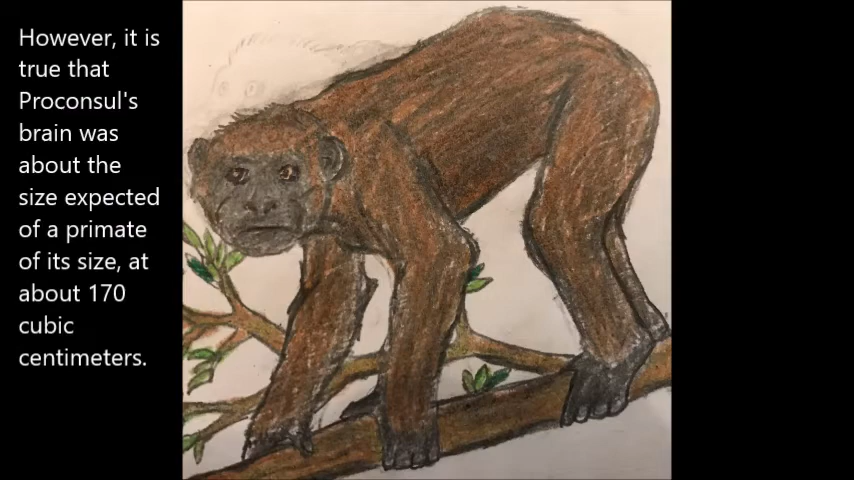 However, it is
true that
Proconsul's
brain was
about the
size expected
of a primate
of its size, at
about 170
cubic
centimeters.